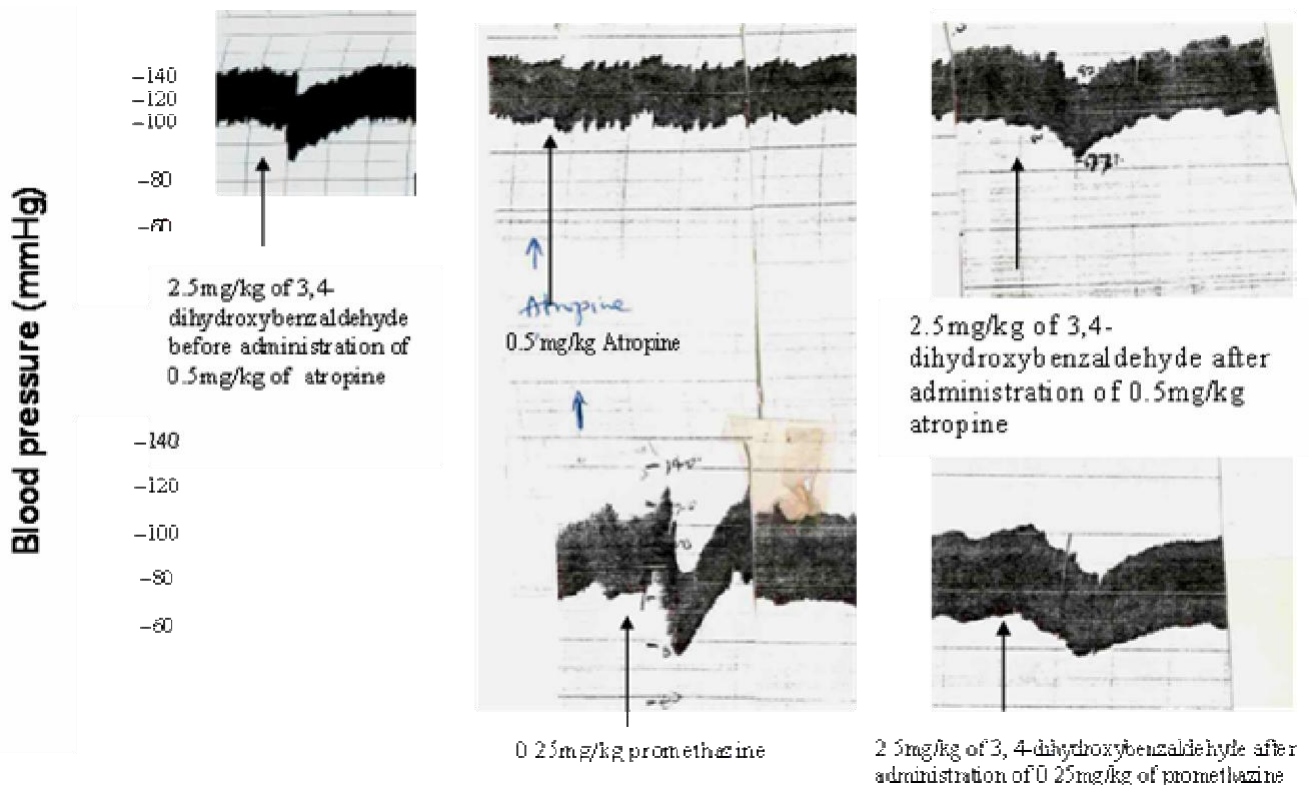 Blood pressure (mmHg)
–140
–120
–100
–80
–60
2.5mg/kg of 3,4-
dihydroxybenzaldehyde
before administration of
0.5mg/kg of atropine
Atropine
0.5 mg/kg Atropine
90
2.5mg/kg of 3,4-
dihydroxybenzaldehyde after
administration of 0.5mg/kg
atropine
–140
–120
–100
–80
–60
0 25mg/kg promethazine
2 5mg/kg of 3, 4-dihydroxybenzaldehyde after
administration of 0 25mg/kg of promethazine